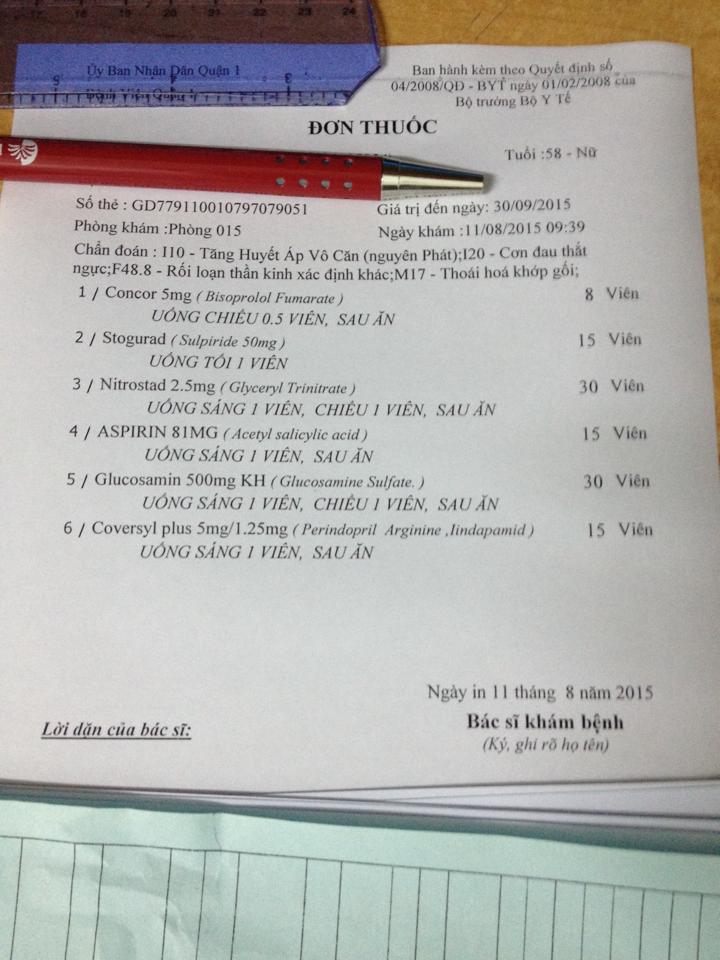 16 18 20 22 24
Ủy Ban Nhân Dân Quận 1
Bệnh Viện Quận 1
Ban hành kèm theo Quyết định số
04/2008/QĐ - BYT ngày 01/02/2008 của
Bộ trưởng Bộ Y Tế
ĐƠN THUỐC
Tuổi :58 - Nữ
Số thẻ : GD779110010797079051
Giá trị đến ngày: 30/09/2015
Phòng khám :Phòng 015
Ngày khám :11/08/2015 09:39
Chẩn đoán : I10 - Tăng Huyết Áp Vô Căn (nguyên Phát);I20 - Cơn đau thắt
ngực;F48.8 - Rối loạn thần kinh xác định khác;M17 - Thoái hoá khớp gối;
1 / Concor 5mg ( Bisoprolol Fumarate ) 8 Viên
UỐNG CHIỀU 0.5 VIÊN, SAU ĂN
2 / Stogurad ( Sulpiride 50mg ) 15 Viên
UỐNG TỐI 1 VIÊN
3 / Nitrostad 2.5mg ( Glyceryl Trinitrate ) 30 Viên
UỐNG SÁNG 1 VIÊN, CHIỀU 1 VIÊN, SAU ĂN
4 / ASPIRIN 81MG ( Acetyl salicylic acid ) 15 Viên
UỐNG SÁNG 1 VIÊN, SAU ĂN
5 / Glucosamin 500mg KH ( Glucosamine Sulfate. ) 30 Viên
UỐNG SÁNG 1 VIÊN, CHIỀU 1 VIÊN, SAU ĂN
6 / Coversyl plus 5mg/1.25mg ( Perindopril Arginine ,Iindapamid ) 15 Viên
UỐNG SÁNG 1 VIÊN, SAU ĂN
Ngày in 11 tháng 8 năm 2015
Lời dặn của bác sĩ:
Bác sĩ khám bệnh
(Ký, ghi rõ họ tên)